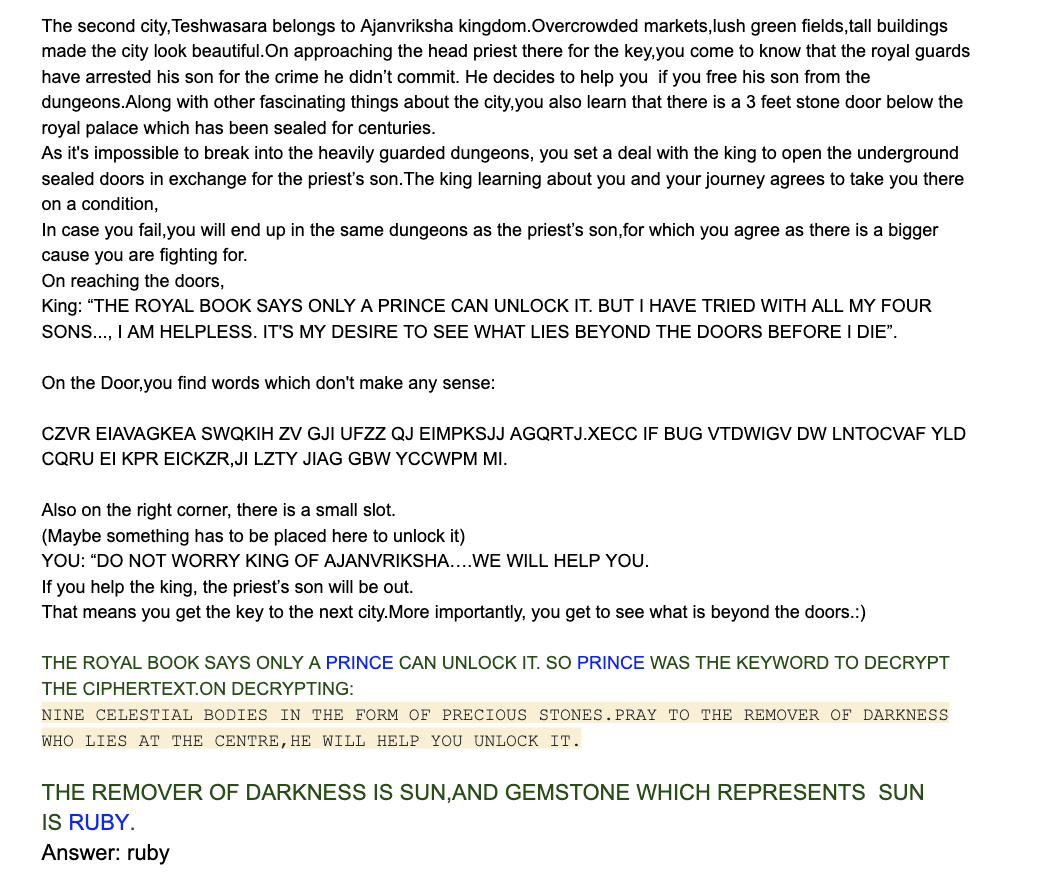 The second city,Teshwasara belongs to Ajanvriksha kingdom.Overcrowded markets,lush green fields,tall buildings
made the city look beautiful.On approaching the head priest there for the key,you come to know that the royal guards
have arrested his son for the crime he didn’t commit. He decides to help you  if you free his son from the
dungeons.Along with other fascinating things about the city,you also learn that there is a 3 feet stone door below the
royal palace which has been sealed for centuries.
As it's impossible to break into the heavily guarded dungeons, you set a deal with the king to open the underground
sealed doors in exchange for the priest’s son.The king learning about you and your journey agrees to take you there
on a condition,
In case you fail,you will end up in the same dungeons as the priest’s son,for which you agree as there is a bigger
cause you are fighting for.
On reaching the doors,
King: “THE ROYAL BOOK SAYS ONLY A PRINCE CAN UNLOCK IT. BUT I HAVE TRIED WITH ALL MY FOUR
SONS..., I AM HELPLESS. IT'S MY DESIRE TO SEE WHAT LIES BEYOND THE DOORS BEFORE I DIE”.
On the Door,you find words which don't make any sense:
CZVR EIAVAGKEA SWQKIH ZV GJI UFZZ QJ EIMPKSJJ AGQRTJ.XECC IF BUG VTDWIGV DW LNTOCVAF YLD
CQRU EI KPR EICKZR,JI LZTY JIAG GBW YCCWPM MI.
Also on the right corner, there is a small slot.
(Maybe something has to be placed here to unlock it)
YOU: “DO NOT WORRY KING OF AJANVRIKSHA….WE WILL HELP YOU.
If you help the king, the priest’s son will be out.
That means you get the key to the next city.More importantly, you get to see what is beyond the doors.:)
THE ROYAL BOOK SAYS ONLY A PRINCE CAN UNLOCK IT. SO PRINCE WAS THE KEYWORD TO DECRYPT
THE CIPHERTEXT.ON DECRYPTING:
NINE CELESTIAL BODIES IN THE FORM OF PRECIOUS STONES.PRAY TO THE REMOVER OF DARKNESS
WHO LIES AT THE CENTRE,HE WILL HELP YOU UNLOCK IT.
THE REMOVER OF DARKNESS IS SUN,AND GEMSTONE WHICH REPRESENTS  SUN
IS RUBY.
Answer: ruby